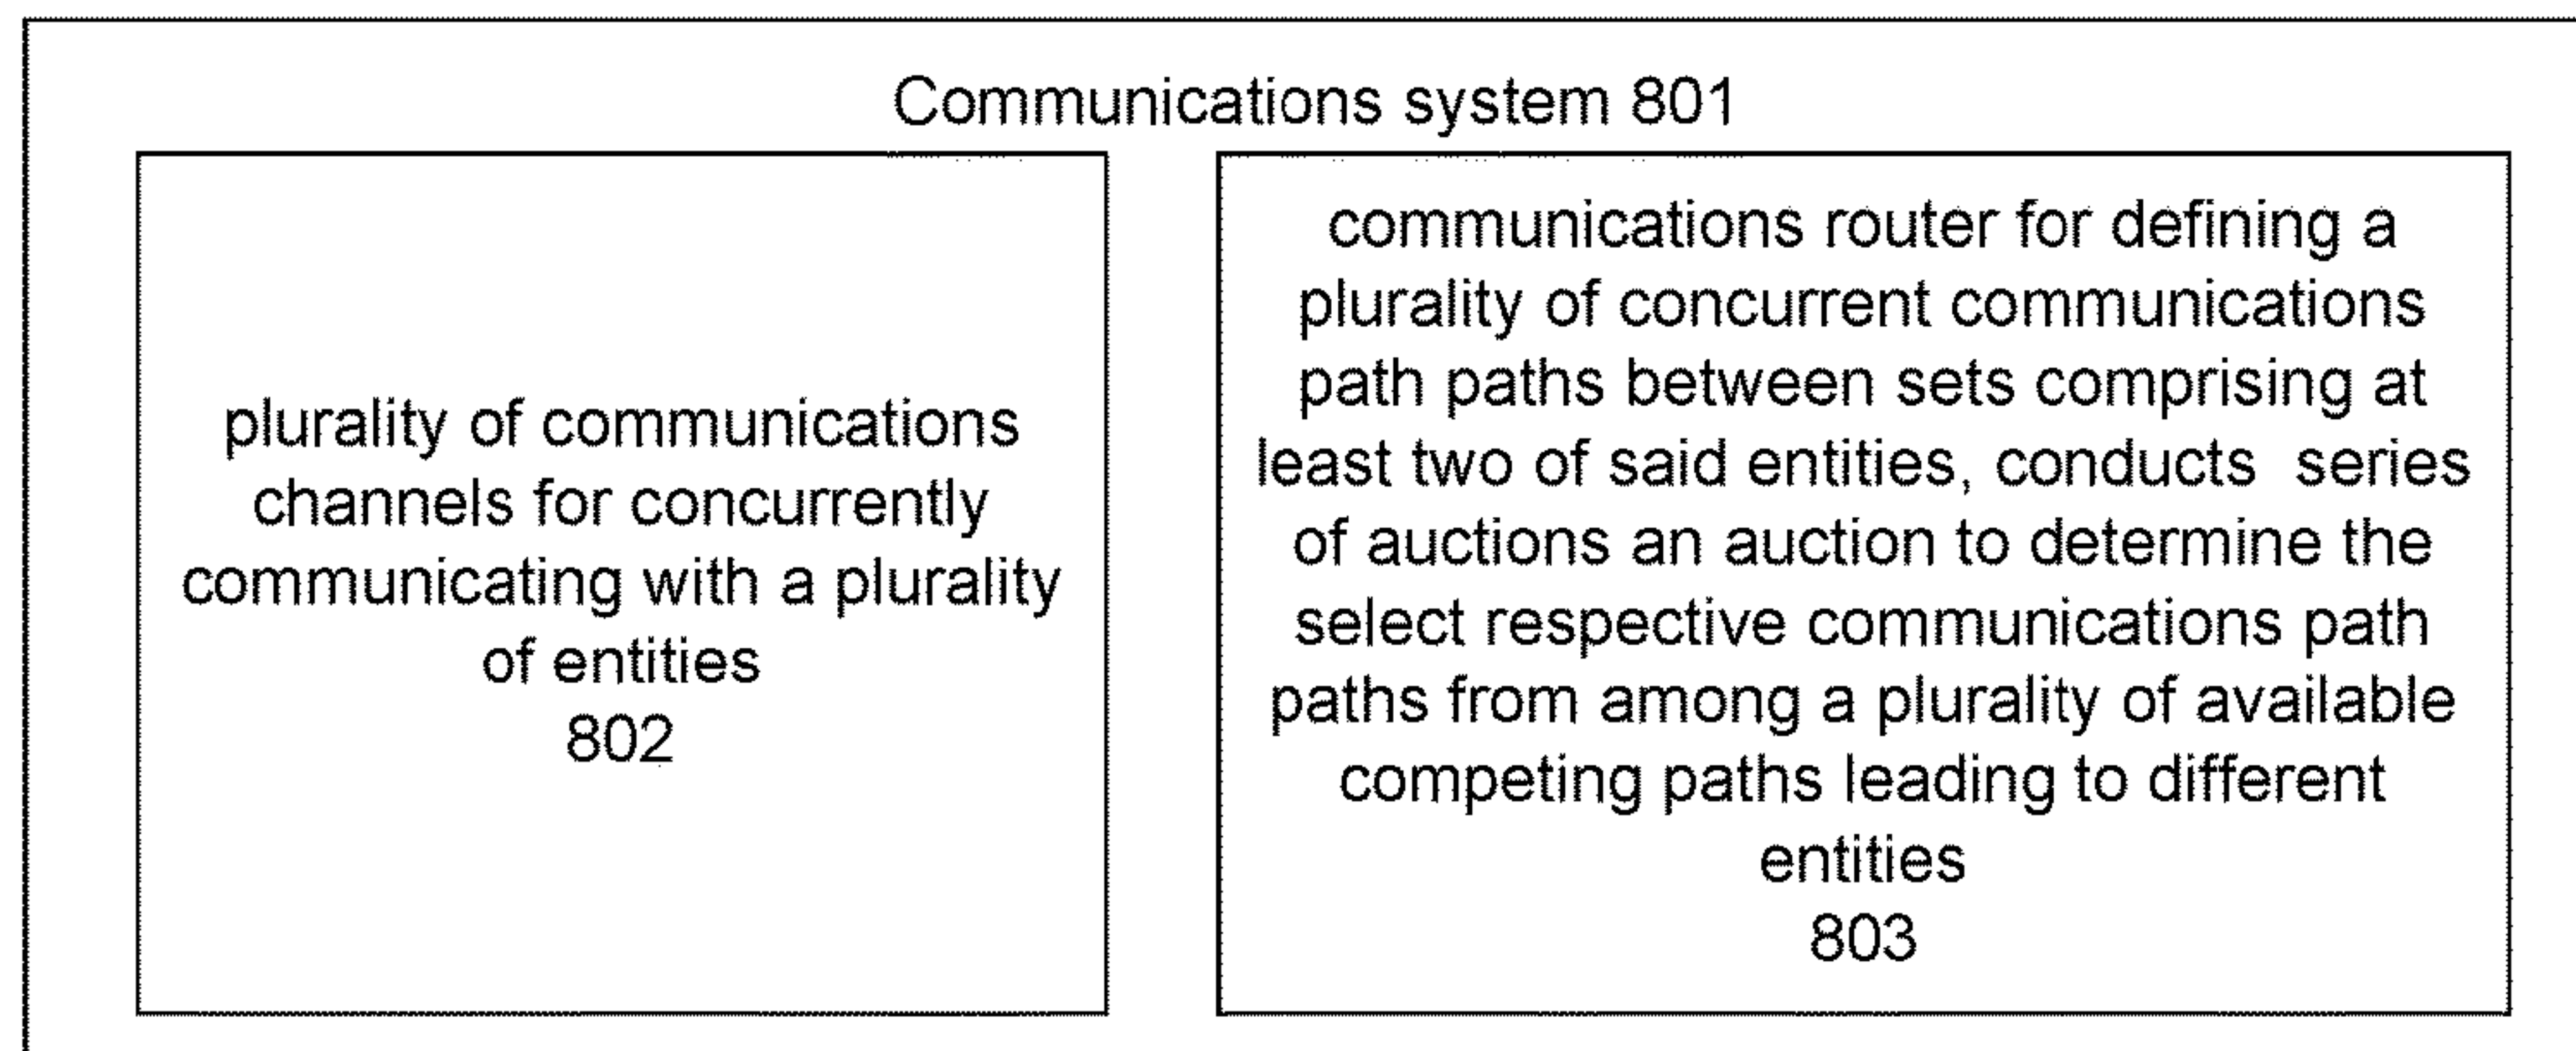 Communications system 801
plurality of communications
channels for concurrently
communicating with a plurality
of entities
802
communications router for defining a
plurality of concurrent communications
path paths between sets comprising at
least two of said entities, conducts  series
of auctions an auction to determine the
select respective communications path
paths from among a plurality of available
competing paths leading to different
entities
803